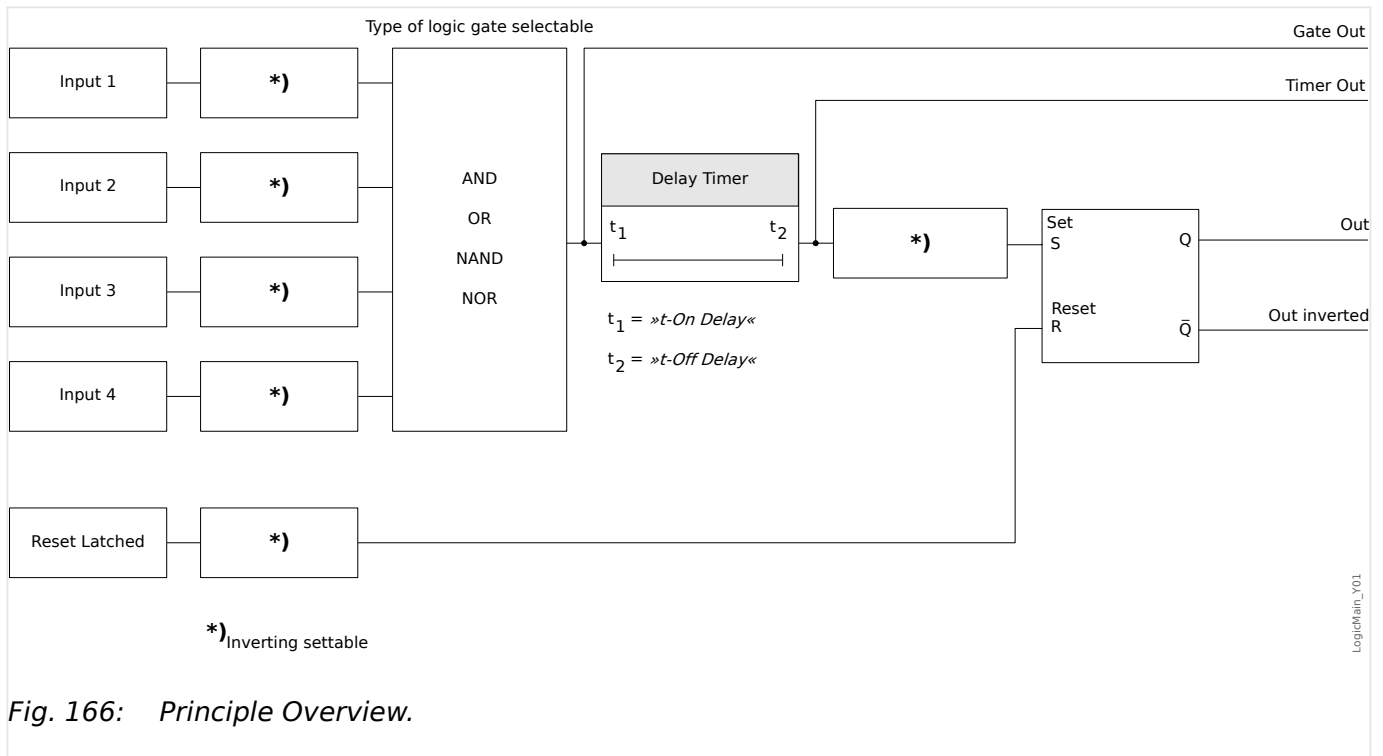 Type of logic gate selectable
Gate Out
Timer Out
Input 1
*)
Input 2
*)
Input 3
*)
Input 4
*)
AND
OR
NAND
NOR
Delay Timer
t1
t2
t1 = »t-On Delay«
t2 = »t-Off Delay«
*)
Set
S
Q
Out
Reset
R
Q̅
Out inverted
Reset Latched
*)
*)Inverting settable
LogicMain_Y01
Fig. 166: Principle Overview.